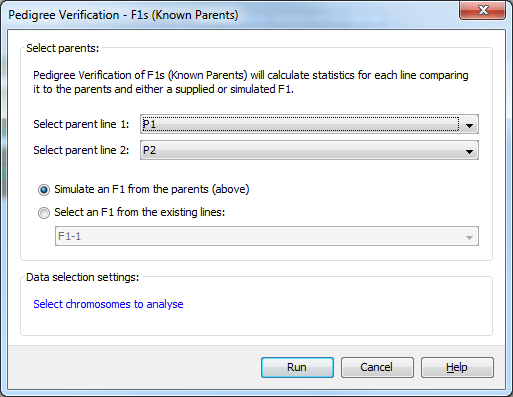 Pedigree Verification - F1s (Known Parents)
Select parents:
Pedigree Verification of F1s (Known Parents) will calculate statistics for each line comparing
it to the parents and either a supplied or simulated F1.
Select parent line 1: P1
Select parent line 2: P2
Simulate an F1 from the parents (above)
Select an F1 from the existing lines:
F1-1
Data selection settings:
Select chromosomes to analyse
Run Cancel Help